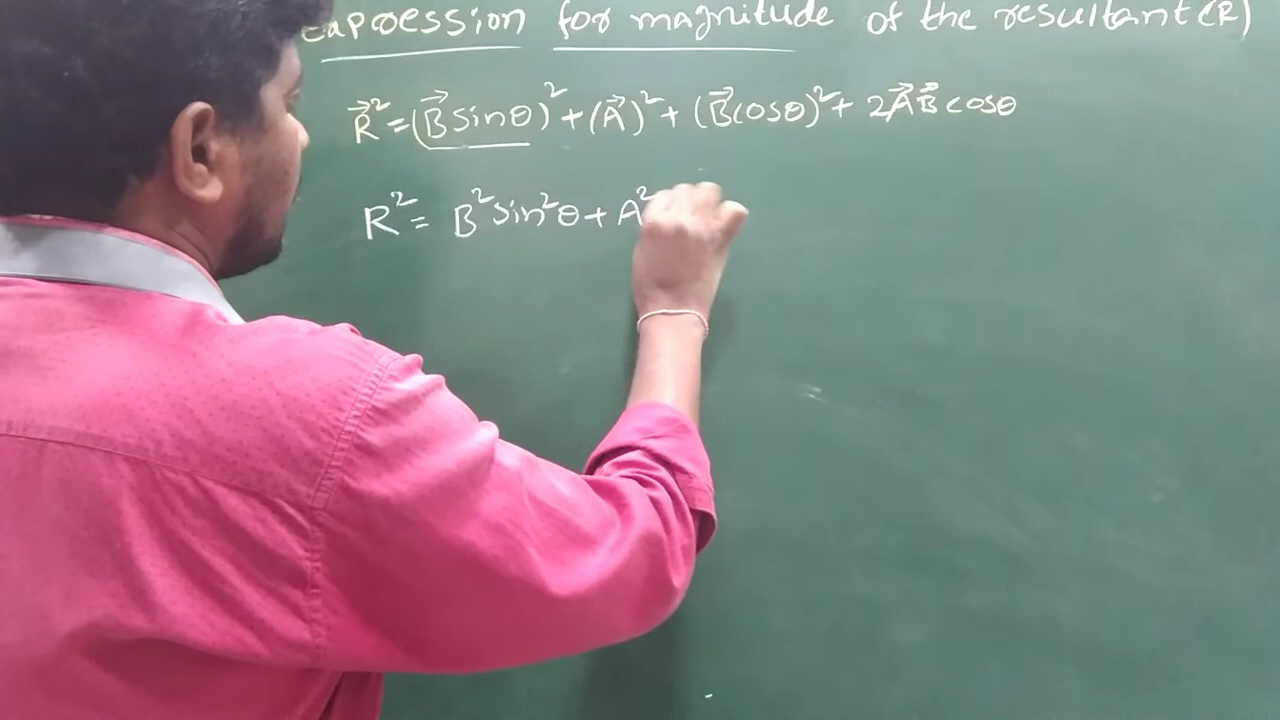 expression for magnitude of the resultant (R)
R⃗² = (B⃗ sinθ)² + (A⃗)² + (B⃗ cosθ)² + 2A⃗B⃗ cosθ
R² = B² sin²θ + A²